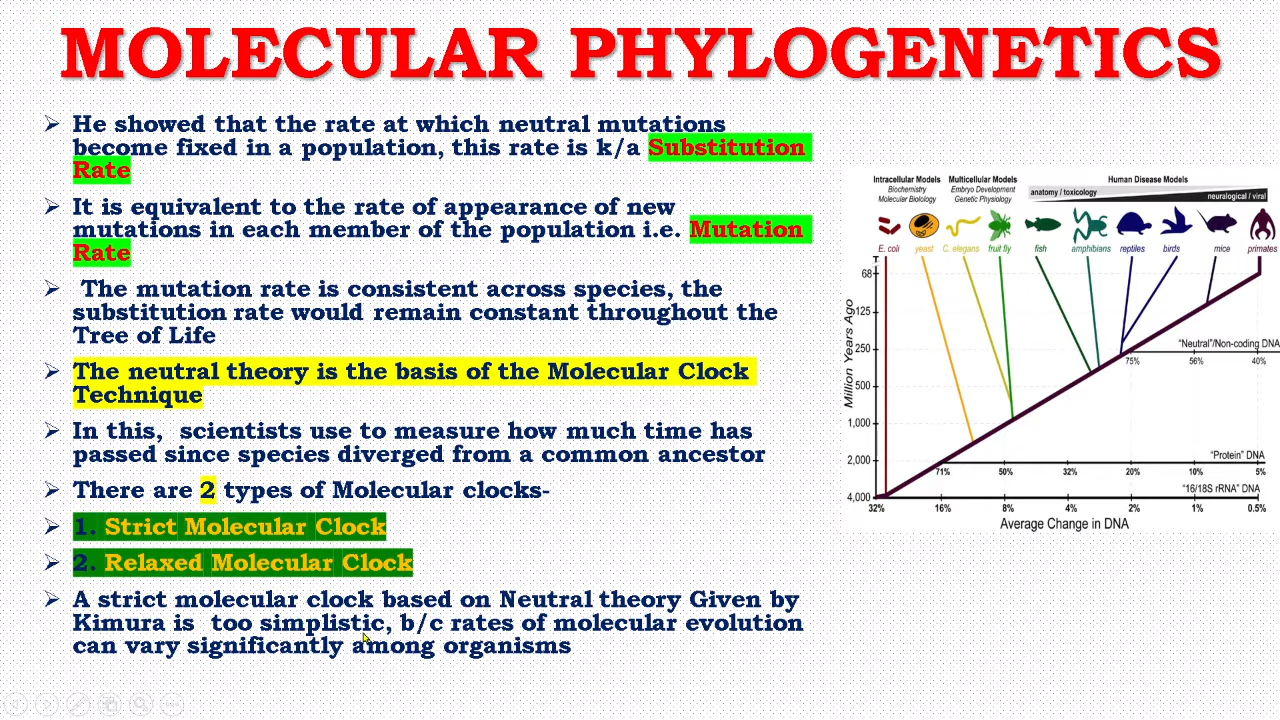 MOLECULAR PHYLOGENETICS
➢ He showed that the rate at which neutral mutations
become fixed in a population, this rate is k/a Substitution
Rate
➢ It is equivalent to the rate of appearance of new
mutations in each member of the population i.e. Mutation
Rate
➢ The mutation rate is consistent across species, the
substitution rate would remain constant throughout the
Tree of Life
➢ The neutral theory is the basis of the Molecular Clock
Technique
➢ In this, scientists use to measure how much time has
passed since species diverged from a common ancestor
➢ There are 2 types of Molecular clocks-
➢ 1. Strict Molecular Clock
➢ 2. Relaxed Molecular Clock
➢ A strict molecular clock based on Neutral theory Given by
Kimura is too simplistic, b/c rates of molecular evolution
can vary significantly among organisms
Intracellular Models Multicellular Models Human Disease Models
Biochemistry Embryo Development anatomy / toxicology
Molecular Biology Genetic Physiology neuralogical / viral
E. coli yeast C. elegans fruit fly fish amphibians reptiles birds mice primates
Million Years Ago
68
125
250
500
1,000
2,000
4,000
"Neutral"/Non-coding DNA
75% 56% 40%
"Protein" DNA
71% 50% 32% 20% 10% 5%
"16/18S rRNA" DNA
32% 16% 8% 4% 2% 1% 0.5%
Average Change in DNA